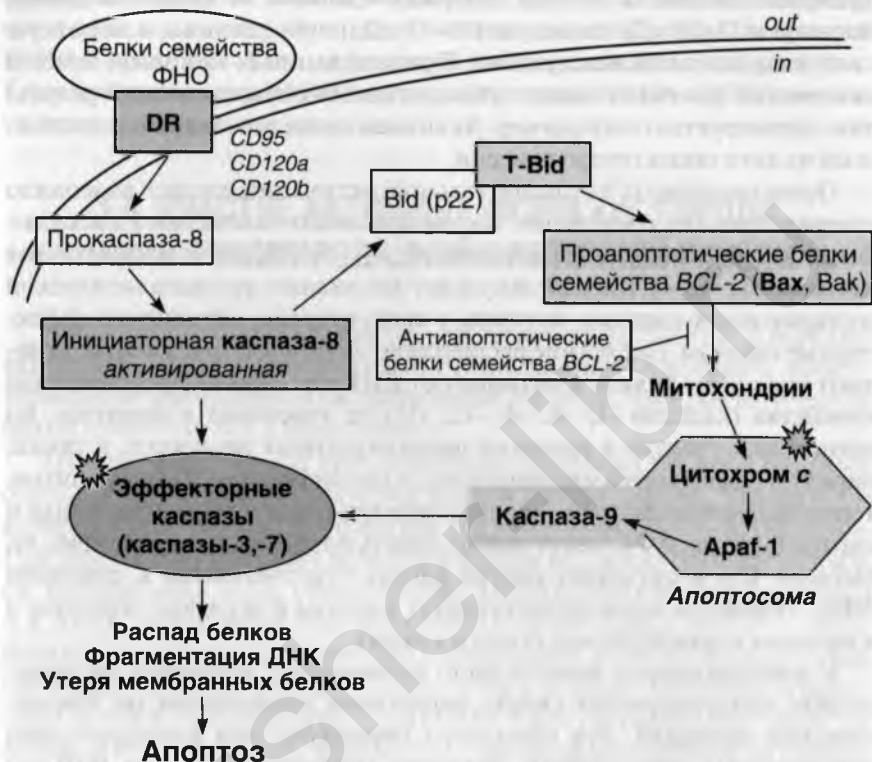 Белки семейства
ФНО
out
in
DR
CD95
CD120a
CD120b
T-Bid
Bid (p22)
Прокаспаза-8
Проапоптотические белки
семейства BCL-2 (Bax, Bak)
Инициаторная каспаза-8
активированная
Антиапоптотические
белки семейства BCL-2
Митохондрии
Цитохром c
Эффекторные
каспазы
(каспазы-3,-7)
Каспаза-9
Apaf-1
Апоптосома
Распад белков
Фрагментация ДНК
Утеря мембранных белков
Апоптоз